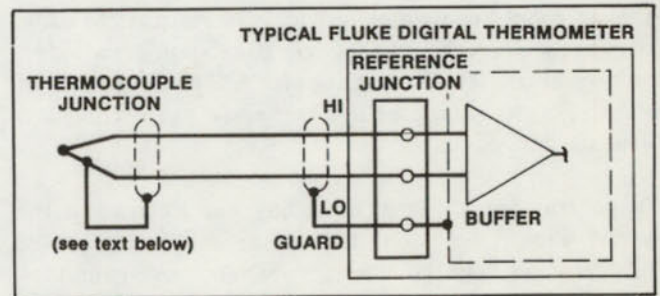 TYPICAL FLUKE DIGITAL THERMOMETER
REFERENCE
JUNCTION
THERMOCOUPLE
JUNCTION
HI
LO
GUARD
BUFFER
(see text below)